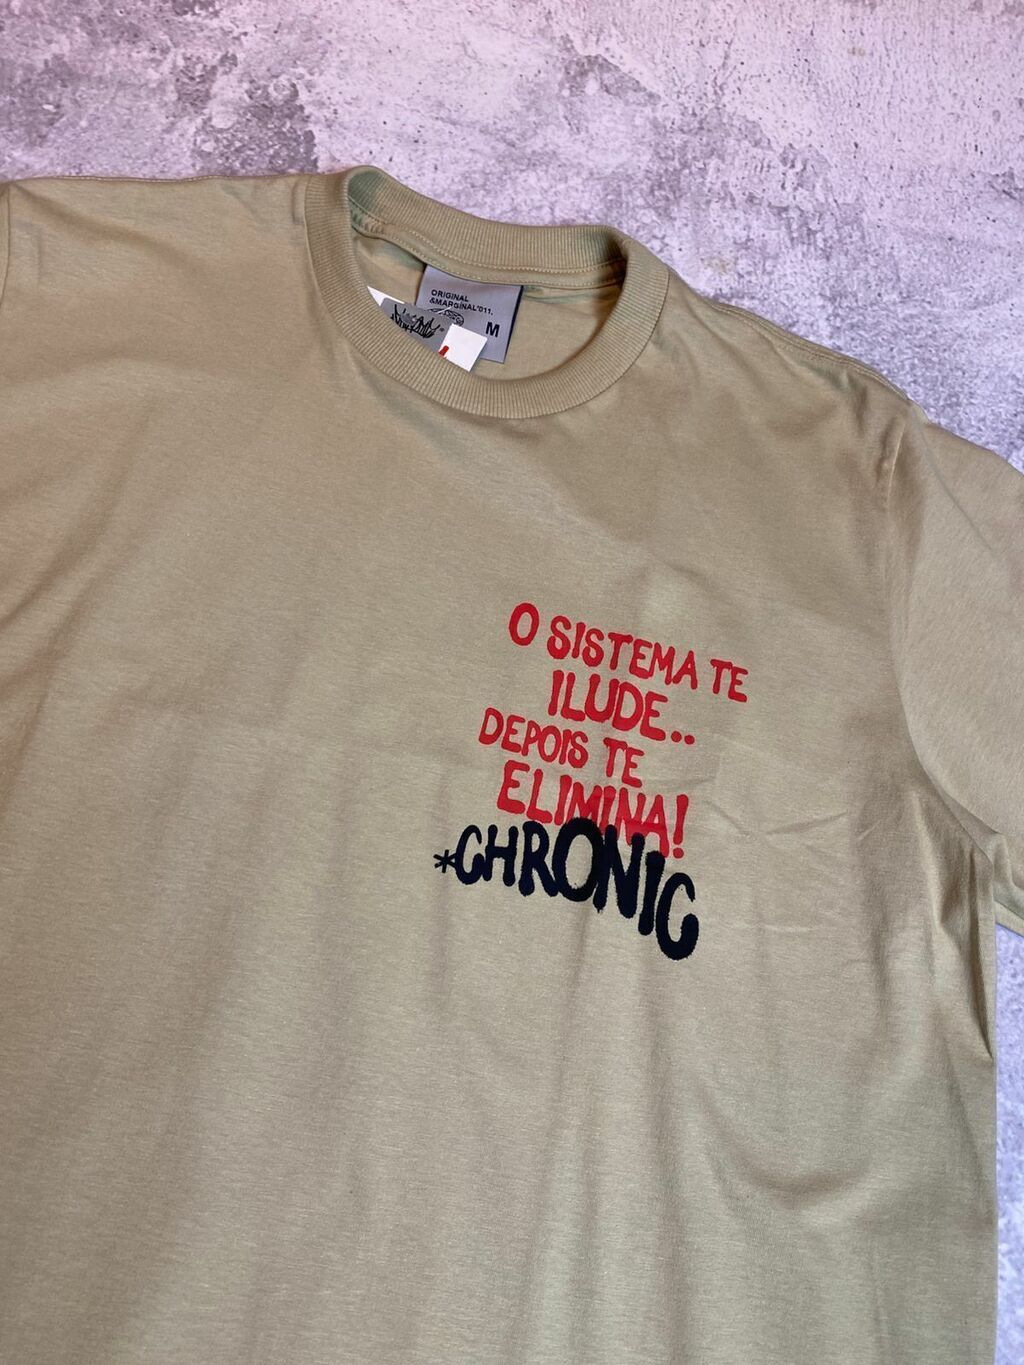 ORIGINAL
&MARGINAL'011.
M
O SISTEMA TE
ILUDE..
DEPOIS TE
ELIMINA!
*CHRONIC